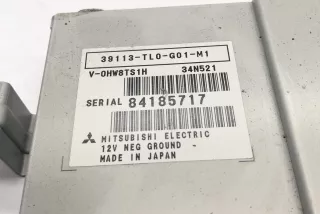 39113-TL0-G01-M1
V-0HW8TS1H 34N521
SERIAL 84185717
MITSUBISHI ELECTRIC
12V NEG GROUND
MADE IN JAPAN